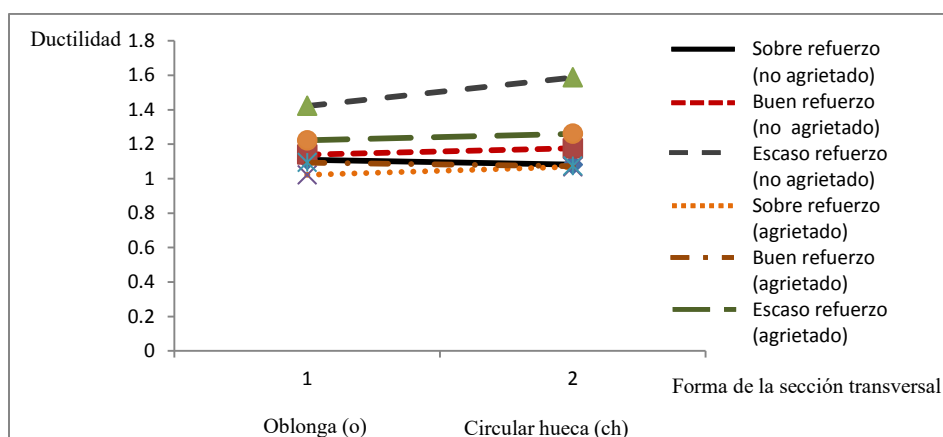 Ductilidad
1.8
1.6
1.4
1.2
1
0.8
0.6
0.4
0.2
0
1 2
Oblonga (o) Circular hueca (ch)
Forma de la sección transversal
Sobre refuerzo
(no agrietado)
Buen refuerzo
(no agrietado)
Escaso refuerzo
(no agrietado)
Sobre refuerzo
(agrietado)
Buen refuerzo
(agrietado)
Escaso refuerzo
(agrietado)